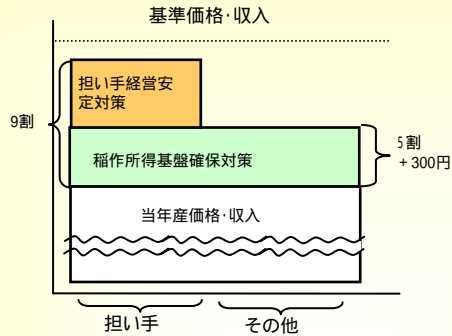 基準価格･収入
担い手経営安
定対策
9割
稲作所得基盤確保対策
5割
+300円
当年産価格･収入
担い手
その他